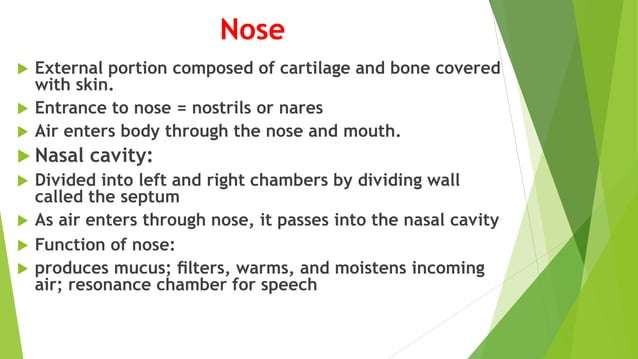 Nose
External portion composed of cartilage and bone covered
with skin.
Entrance to nose = nostrils or nares
Air enters body through the nose and mouth.
Nasal cavity:
Divided into left and right chambers by dividing wall
called the septum
As air enters through nose, it passes into the nasal cavity
Function of nose:
produces mucus; filters, warms, and moistens incoming
air; resonance chamber for speech